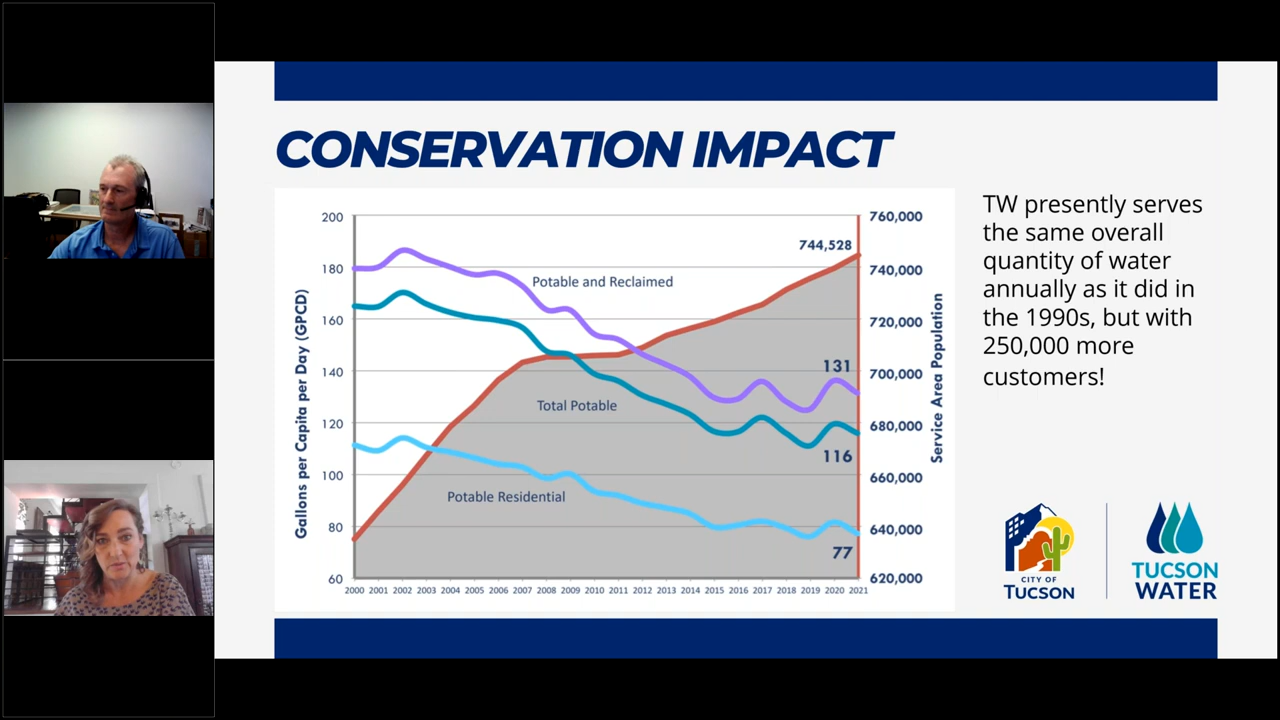 CONSERVATION IMPACT
200
180
160
140
120
100
80
60
Gallons per Capita per Day (GPCD)
Potable and Reclaimed
Total Potable
Potable Residential
744,528
131
116
77
760,000
740,000
720,000
700,000
680,000
660,000
640,000
620,000
Service Area Population
2000 2001 2002 2003 2004 2005 2006 2007 2008 2009 2010 2011 2012 2013 2014 2015 2016 2017 2018 2019 2020 2021
TW presently serves
the same overall
quantity of water
annually as it did in
the 1990s, but with
250,000 more
customers!
CITY OF
TUCSON
TUCSON
WATER